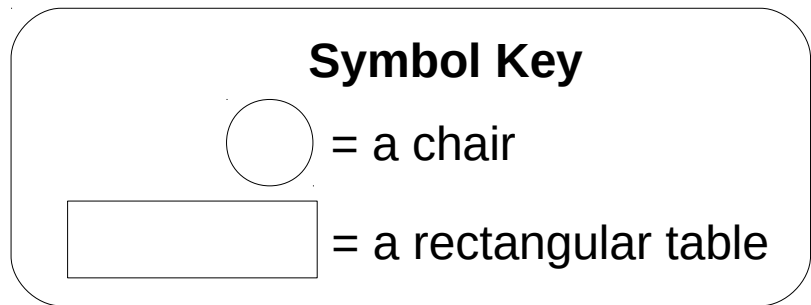 Symbol Key
= a chair
= a rectangular table